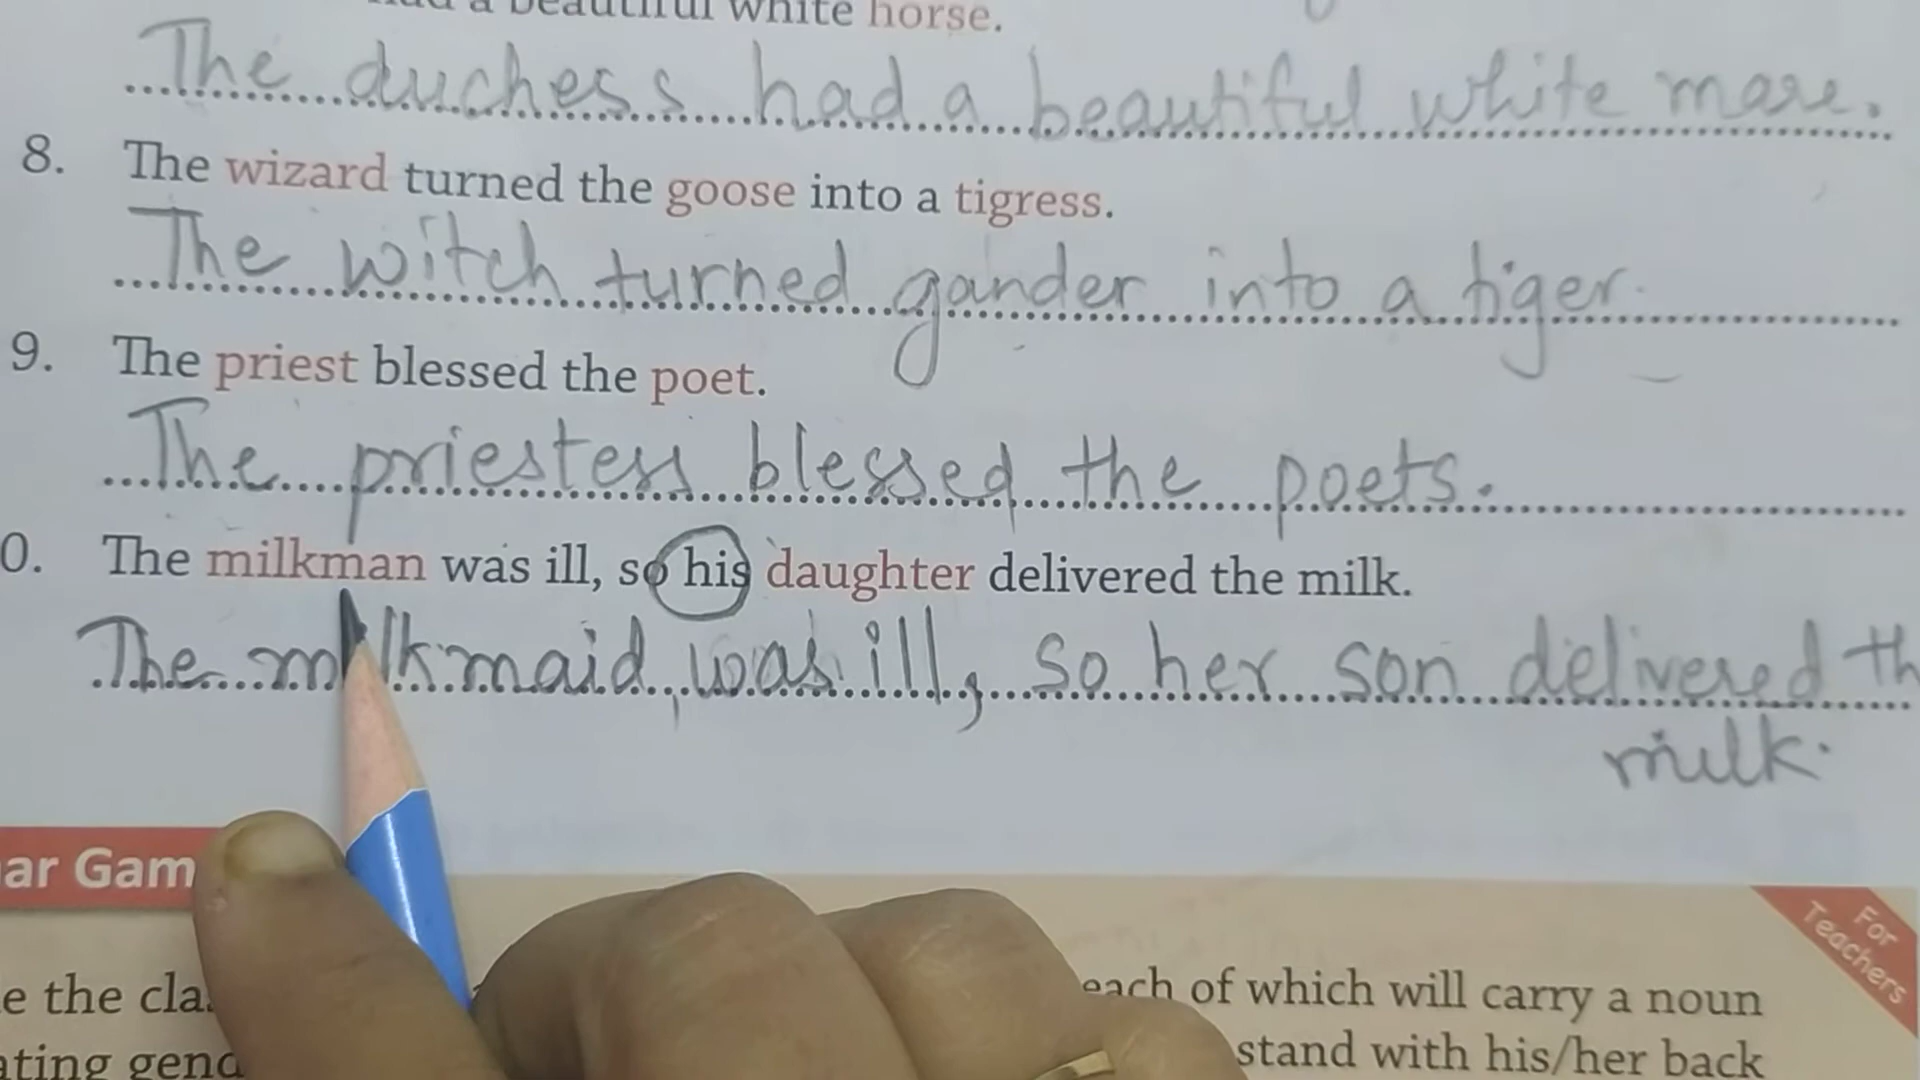 had a beautiful white horse.
The duchess had a beautiful white mare.
8. The wizard turned the goose into a tigress.
The witch turned gander into a tiger.
9. The priest blessed the poet.
The priestess blessed the poets.
0. The milkman was ill, so his daughter delivered the milk.
The milkmaid, was ill, so her son delivered th
milk.
ar Gam
For
Teachers
e the cla
each of which will carry a noun
ating gend
stand with his/her back